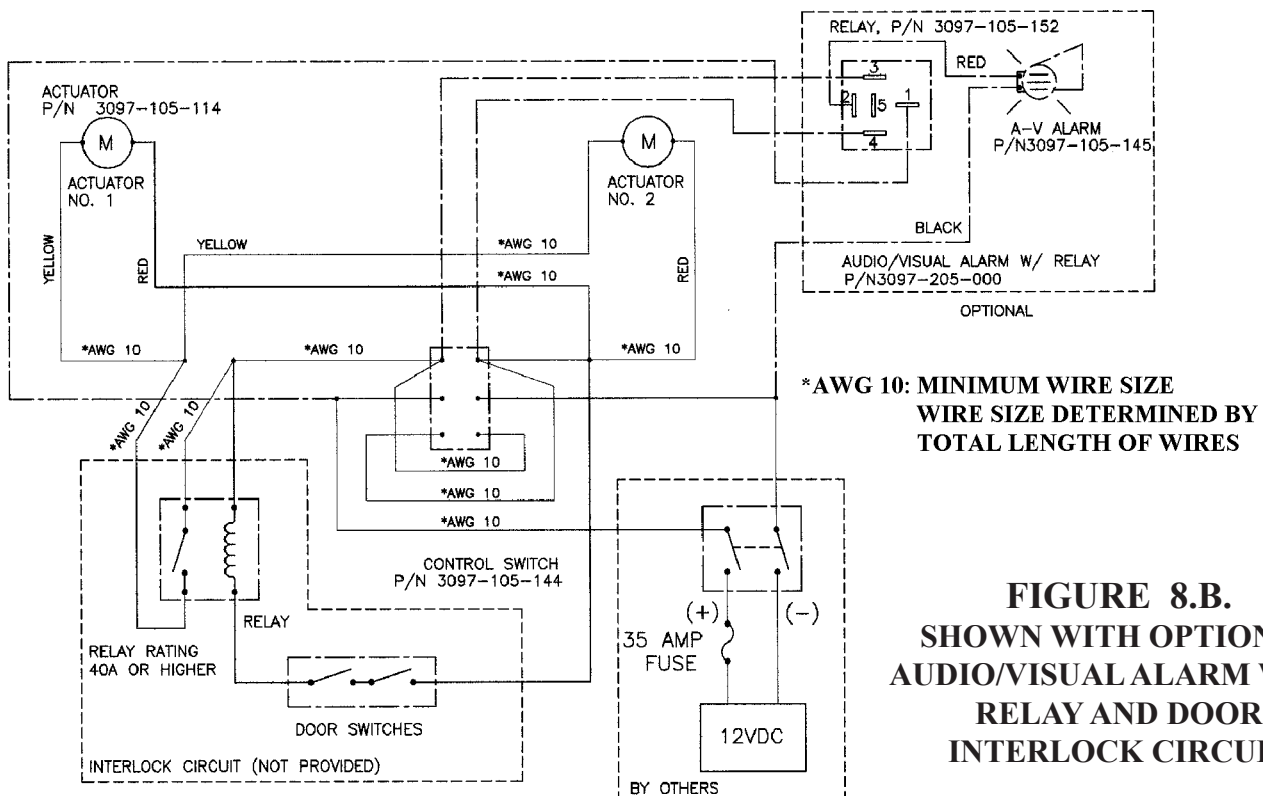 RELAY, P/N 3097-105-152
RED
3
2
5
1
4
A-V ALARM
P/N3097-105-145
BLACK
AUDIO/VISUAL ALARM W/ RELAY
P/N3097-205-000
OPTIONAL
ACTUATOR
P/N 3097-105-114
M
ACTUATOR
NO. 1
M
ACTUATOR
NO. 2
YELLOW
RED
YELLOW
*AWG 10
*AWG 10
RED
*AWG 10
*AWG 10
*AWG 10
*AWG 10
*AWG 10
*AWG 10
*AWG 10
*AWG 10
*AWG 10: MINIMUM WIRE SIZE
WIRE SIZE DETERMINED BY
TOTAL LENGTH OF WIRES
CONTROL SWITCH
P/N 3097-105-144
RELAY
RELAY RATING
40A OR HIGHER
DOOR SWITCHES
INTERLOCK CIRCUIT (NOT PROVIDED)
(+)
(-)
35 AMP
FUSE
12VDC
BY OTHERS
FIGURE 8.B.
SHOWN WITH
AUDIO/VISUAL ALARM
RELAY AND DOOR
INTERLOCK